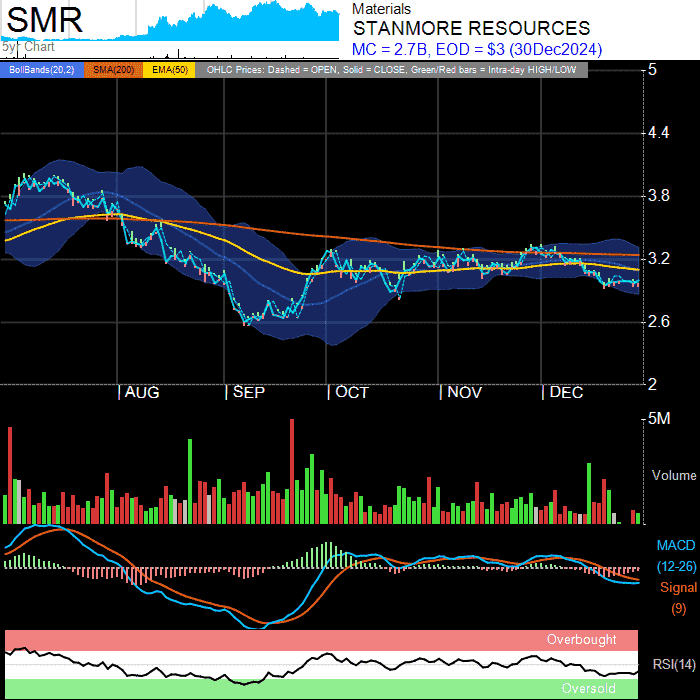 SMR
5yr Chart
Materials
STANMORE RESOURCES
MC = 2.7B, EOD = $3 (30Dec2024)
BollBands(20,2) SMA(200) EMA(50) OHLC Prices: Dashed = OPEN, Solid = CLOSE, Green/Red bars = Intra-day HIGH/LOW
5
4.4
3.8
3.2
2.6
2
AUG SEP OCT NOV DEC
5M
Volume
MACD
(12-26)
Signal
(9)
Overbought
RSI(14)
Oversold